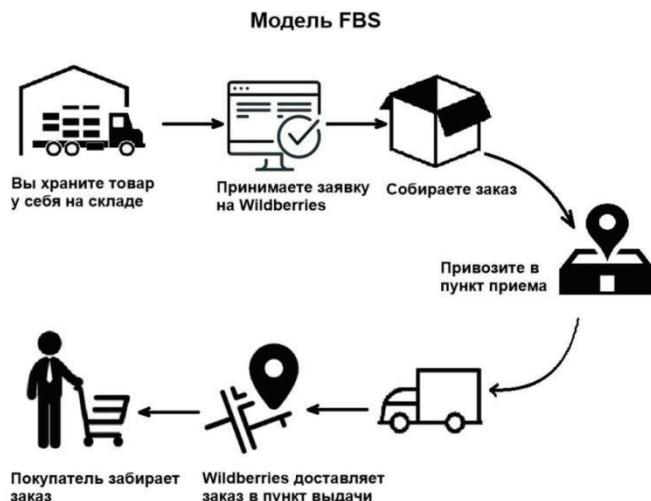 Модель FBS
Вы храните товар
у себя на складе
Принимаете заявку
на Wildberries
Собираете заказ
Привозите в
пункт приема
Покупатель забирает
заказ
Wildberries доставляет
заказ в пункт выдачи